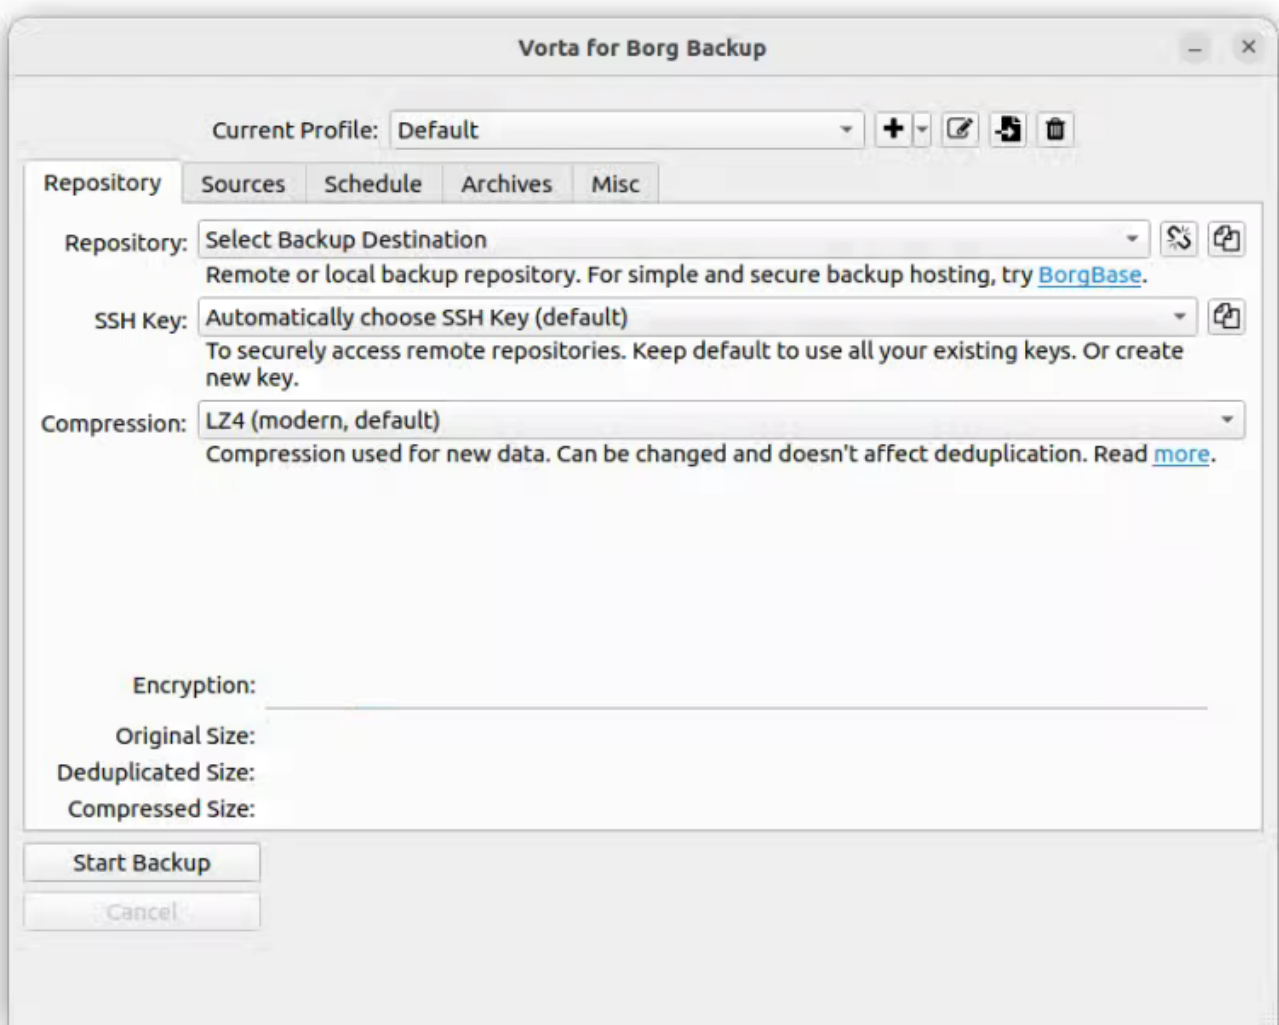 Vorta for Borg Backup
Current Profile: Default
Repository Sources Schedule Archives Misc
Repository: Select Backup Destination
Remote or local backup repository. For simple and secure backup hosting, try BorgBase.
SSH Key: Automatically choose SSH Key (default)
To securely access remote repositories. Keep default to use all your existing keys. Or create
new key.
Compression: LZ4 (modern, default)
Compression used for new data. Can be changed and doesn't affect deduplication. Read more.
Encryption:
Original Size:
Deduplicated Size:
Compressed Size:
Start Backup
Cancel